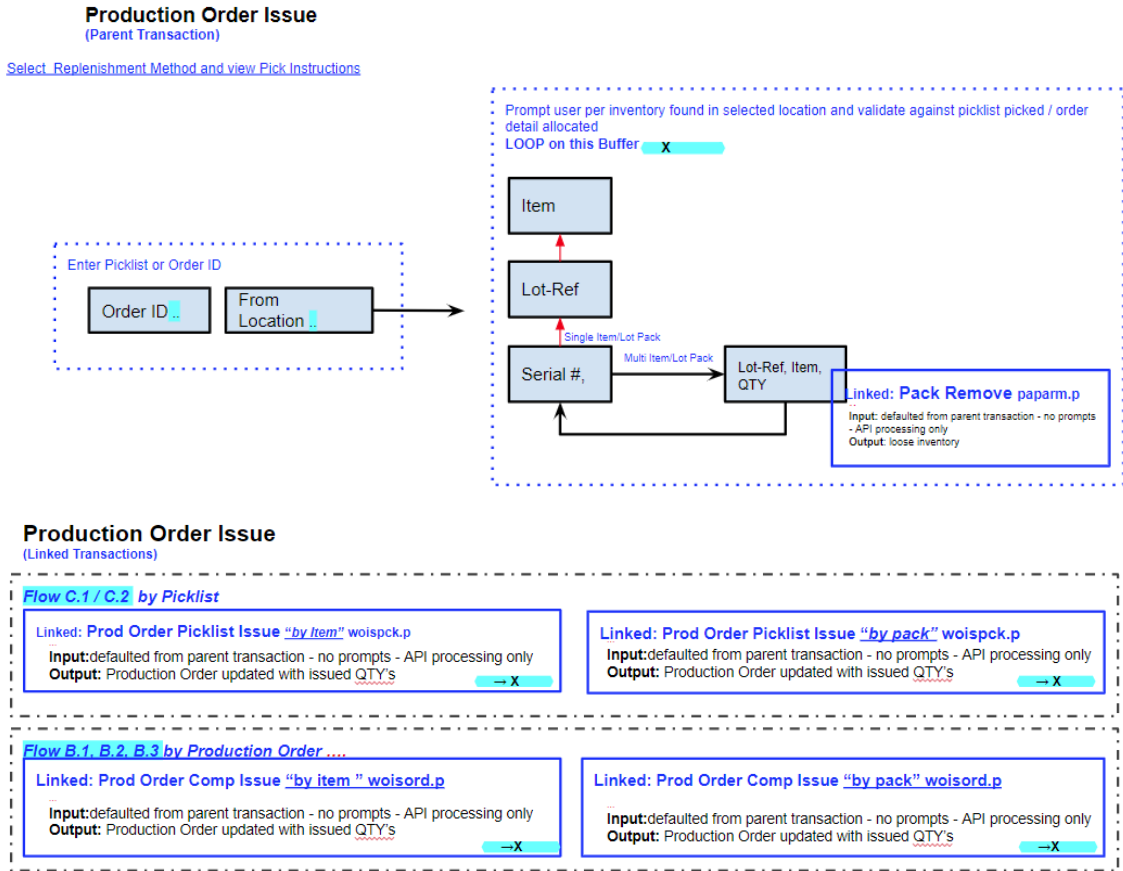 Production Order Issue
(Parent Transaction)
Select Replenishment Method and view Pick Instructions
Prompt user per inventory found in selected location and validate against picklist picked / order
detail allocated
LOOP on this Buffer X
Item
Enter Picklist or Order ID
Order ID ..
From
Location ..
Lot-Ref
Single Item/Lot Pack
Serial #,
Multi Item/Lot Pack
Lot-Ref, Item,
QTY
Linked: Pack Remove paparm.p
..
Input: defaulted from parent transaction - no prompts
- API processing only
Output: loose inventory
Production Order Issue
(Linked Transactions)
Flow C.1 / C.2 by Picklist
Linked: Prod Order Picklist Issue “by Item” woispck.p
...
Input:defaulted from parent transaction - no prompts - API processing only
Output: Production Order updated with issued QTY’s
→ X
Linked: Prod Order Picklist Issue “by pack” woispck.p
...
Input:defaulted from parent transaction - no prompts - API processing only
Output: Production Order updated with issued QTY’s
→ X
Flow B.1, B.2, B.3 by Production Order ....
Linked: Prod Order Comp Issue “by item ” woisord.p
...
Input:defaulted from parent transaction - no prompts - API processing only
Output: Production Order updated with issued QTY’s
→X
Linked: Prod Order Comp Issue “by pack” woisord.p
...
Input:defaulted from parent transaction - no prompts - API processing only
Output: Production Order updated with issued QTY’s
→X